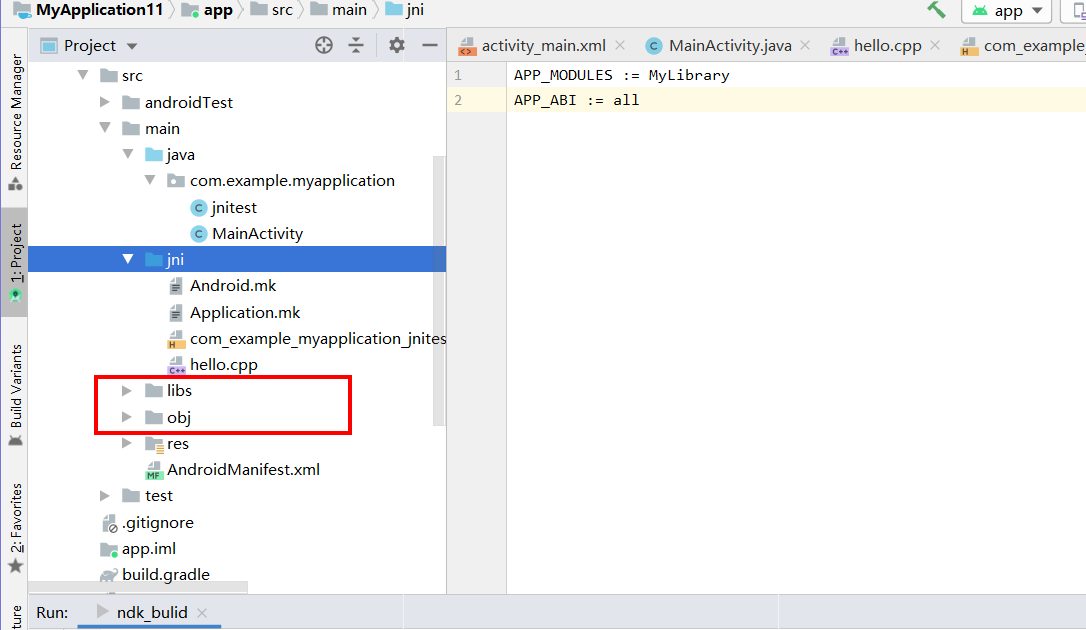 MyApplication11 app src main jni
app
Project
activity_main.xml
MainActivity.java
hello.cpp
com_example_
Resource Manager
1: Project
Build Variants
2: Favorites
src
androidTest
main
java
com.example.myapplication
jnitest
MainActivity
jni
Android.mk
Application.mk
com_example_myapplication_jnites
hello.cpp
libs
obj
res
AndroidManifest.xml
test
.gitignore
app.iml
build.gradle
1 APP_MODULES := MyLibrary
2 APP_ABI := all
Run: ndk_bulid